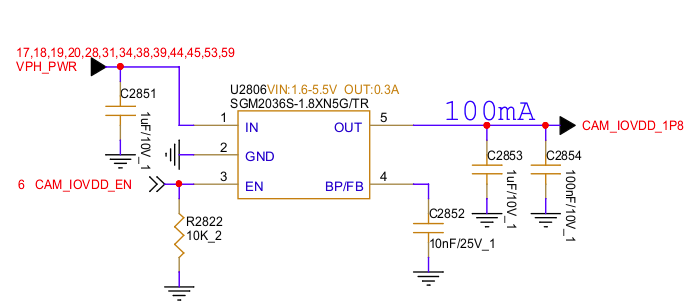 17,18,19,20,28,31,34,38,39,44,45,53,59
VPH_PWR
C2851
1uF/10V_1
U2806 VIN:1.6-5.5V OUT:0.3A
SGM2036S-1.8XN5G/TR
1 IN
2 GND
3 EN
OUT 5
BP/FB 4
100mA
CAM_IOVDD_1P8
C2853
1uF/10V_1
C2854
100nF/10V_1
6 CAM_IOVDD_EN
R2822
10K_2
C2852
10nF/25V_1